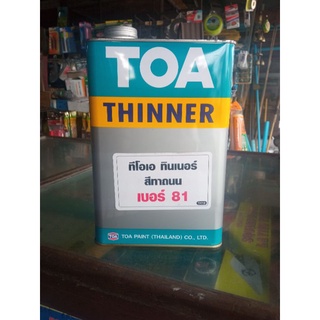 TOA
THINNER
ทีโอเอ ทินเนอร์
สีทาถนน
เบอร์ 81
TOA TOA PAINT (THAILAND) CO., LTD.